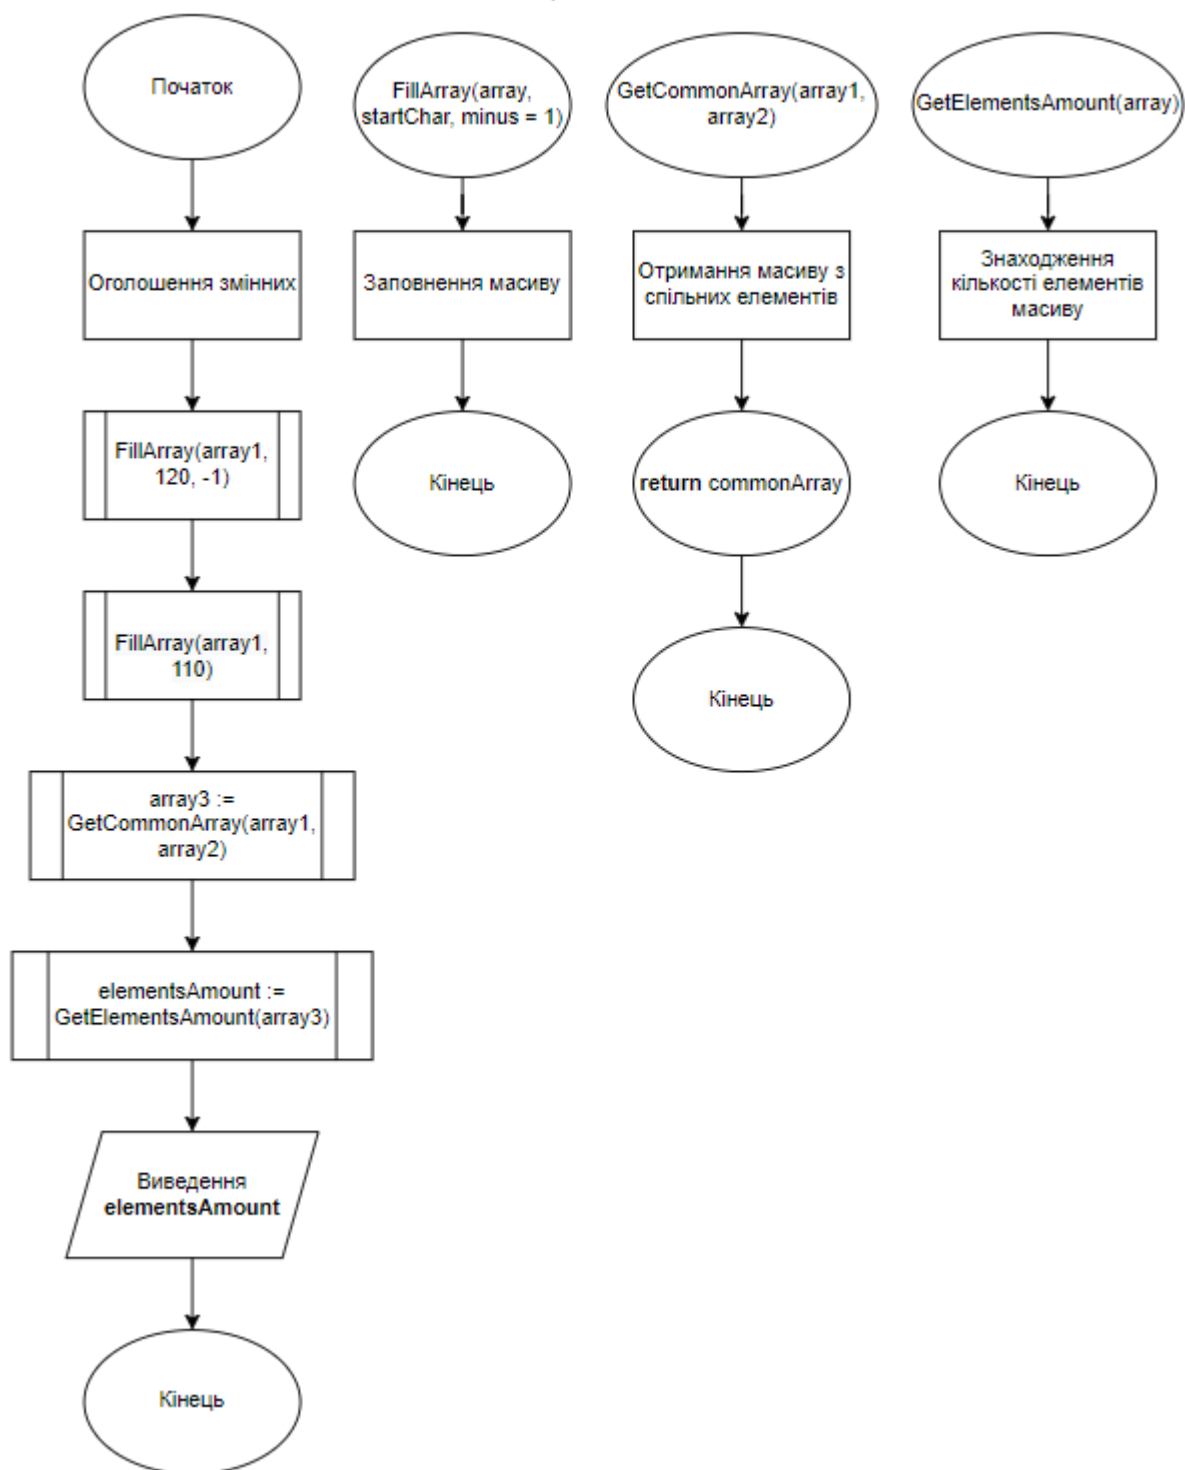 Початок
Оголошення змінних
FillArray(array1,
120, -1)
FillArray(array1,
110)
array3 :=
GetCommonArray(array1,
array2)
elementsAmount :=
GetElementsAmount(array3)
Виведення
elementsAmount
Кінець
FillArray(array,
startChar, minus = 1)
Заповнення масиву
Кінець
GetCommonArray(array1,
array2)
Отримання масиву з
спільних елементів
return commonArray
Кінець
GetElementsAmount(array)
Знаходження
кількості елементів
масиву
Кінець